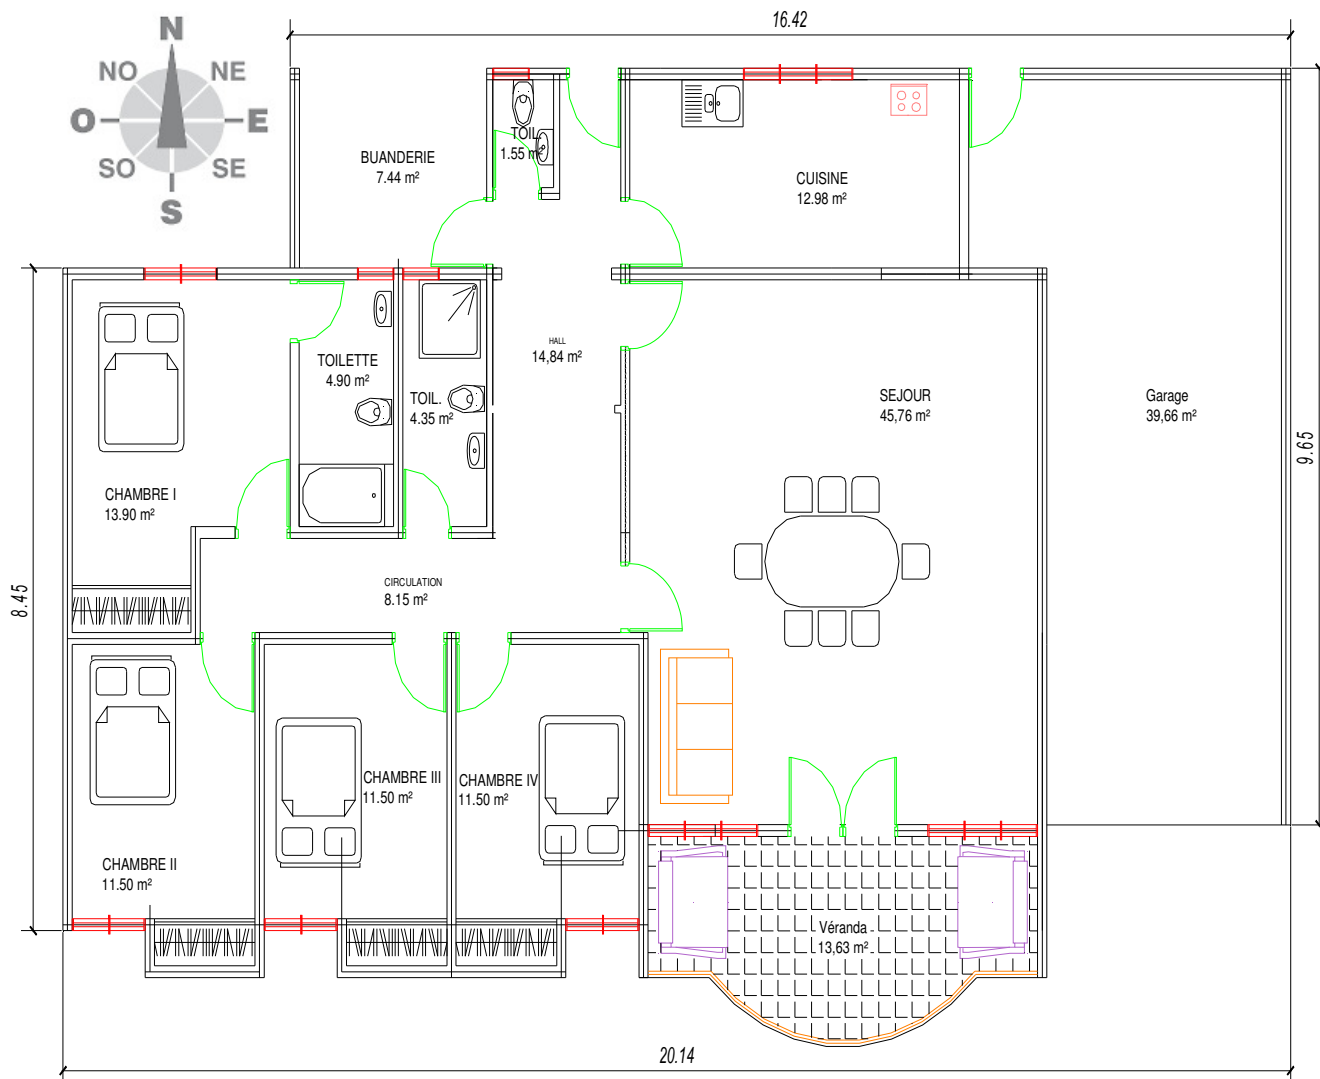 16.42
N
NO NE
O E
SO SE
S
BUANDERIE
7.44 m²
TOIL.
1.55 m²
CUISINE
12.98 m²
HALL
14,84 m²
TOILETTE
4.90 m²
TOIL.
4.35 m²
SEJOUR
45,76 m²
Garage
39,66 m²
9.65
CHAMBRE I
13.90 m²
8.45
CIRCULATION
8.15 m²
CHAMBRE III
11.50 m²
CHAMBRE IV
11.50 m²
CHAMBRE II
11.50 m²
Véranda
13,63 m²
20.14